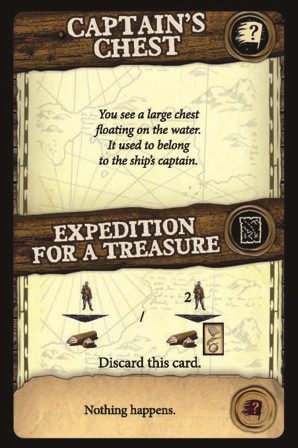 CAPTAIN'S
CHEST
?
You see a large chest
floating on the water.
It used to belong
to the ship's captain.
EXPEDITION
FOR A TREASURE
/ 2
Discard this card.
Nothing happens.
?